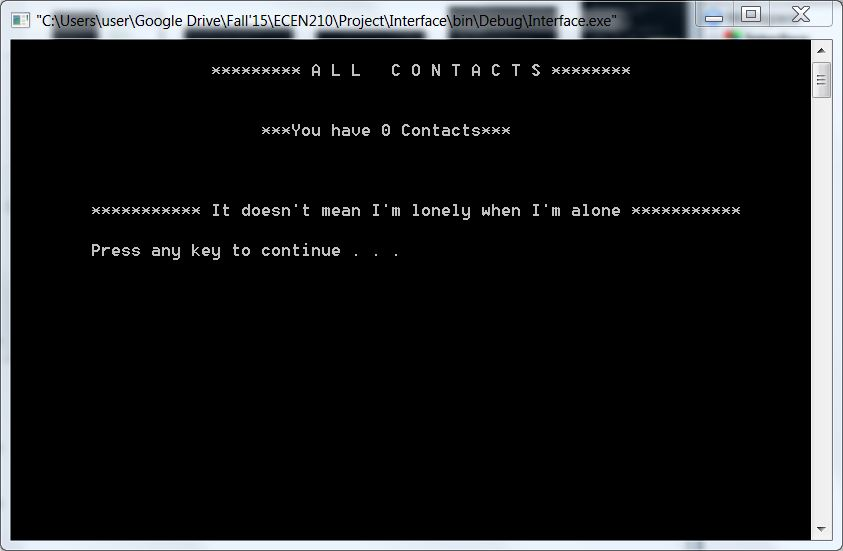 "C:\Users\user\Google Drive\Fall'15\ECEN210\Project\Interface\bin\Debug\Interface.exe"
********* A L L   C O N T A C T S ********
***You have 0 Contacts***
*********** It doesn't mean I'm lonely when I'm alone ***********
Press any key to continue . . .